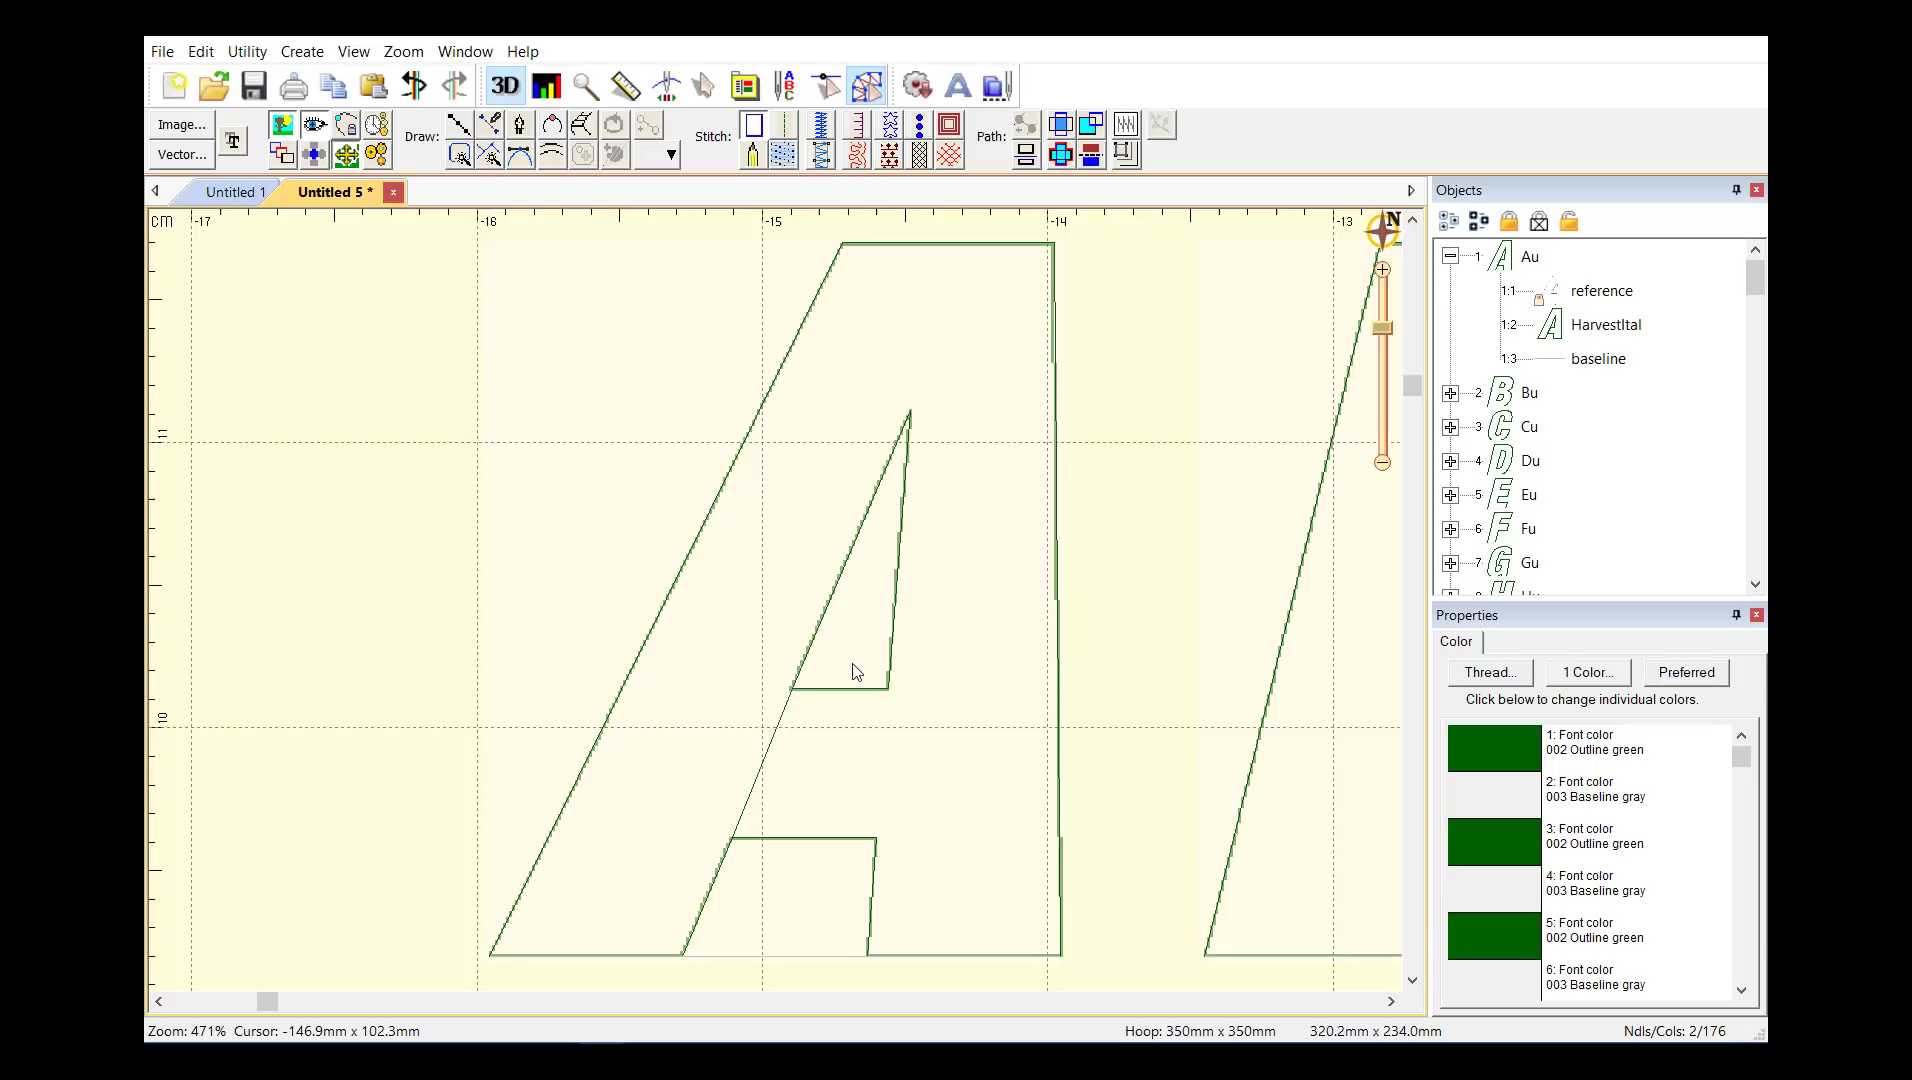 File Edit Utility Create View Zoom Window Help
3D A B C A
Image... T Draw: Stitch: Path:
Vector...
Untitled 1 Untitled 5 * x
Objects
CM -17 -16 -15 -14 -13 N
1 A Au
1:1 reference
1:2 A HarvestItal
1:3 baseline
2 B Bu
3 C Cu
4 D Du
5 E Eu
6 F Fu
7 G Gu
11
10
Properties
Color
Thread... 1 Color... Preferred
Click below to change individual colors.
1: Font color
002 Outline green
2: Font color
003 Baseline gray
3: Font color
002 Outline green
4: Font color
003 Baseline gray
5: Font color
002 Outline green
6: Font color
003 Baseline gray
Zoom: 471% Cursor: -146.9mm x 102.3mm Hoop: 350mm x 350mm 320.2mm x 234.0mm Ndls/Cols: 2/176